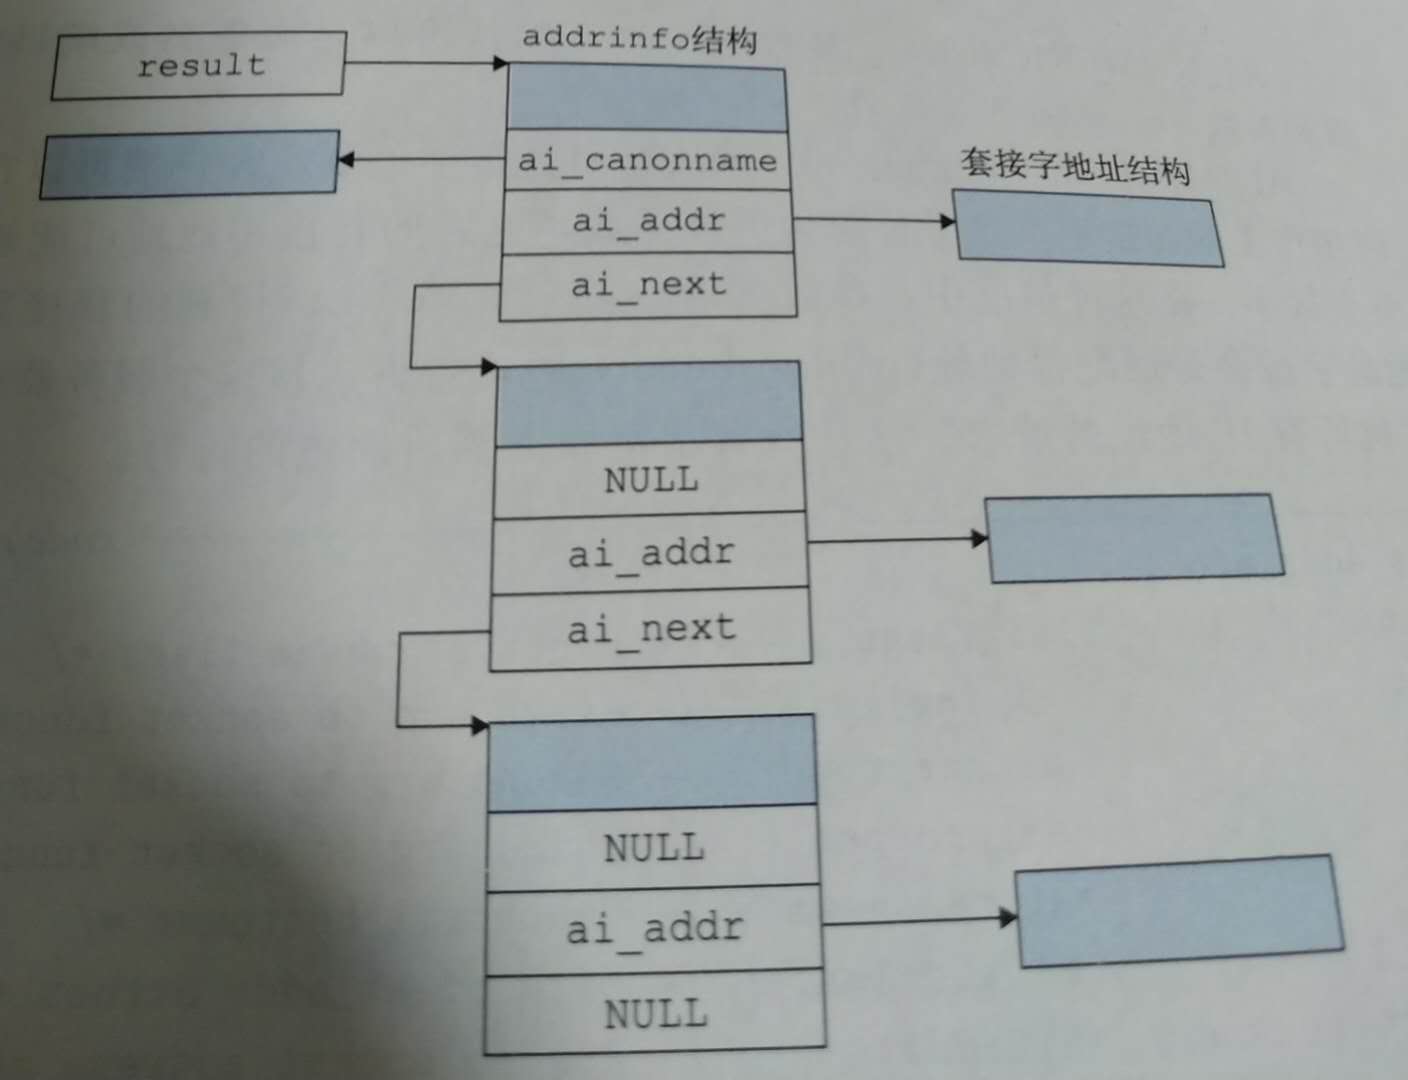 result
addrinfo结构
ai_canonname
套接字地址结构
ai_addr
ai_next
NULL
ai_addr
ai_next
NULL
ai_addr
NULL